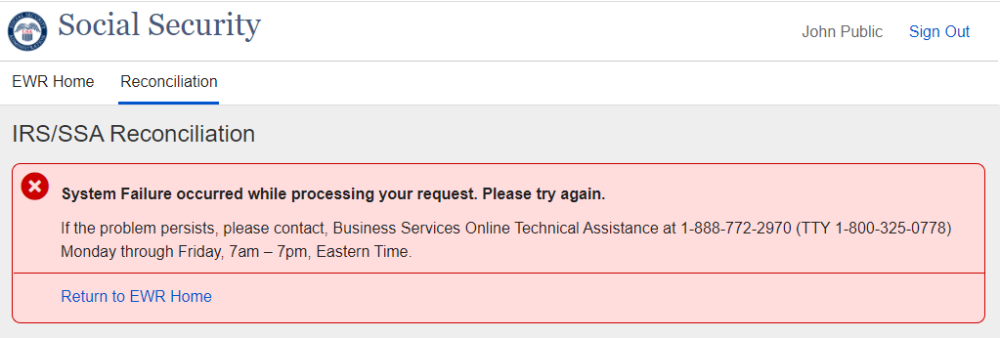 Social Security
John Public Sign Out
EWR Home Reconciliation
IRS/SSA Reconciliation
System Failure occurred while processing your request. Please try again.
If the problem persists, please contact, Business Services Online Technical Assistance at 1-888-772-2970 (TTY 1-800-325-0778)
Monday through Friday, 7am – 7pm, Eastern Time.
Return to EWR Home